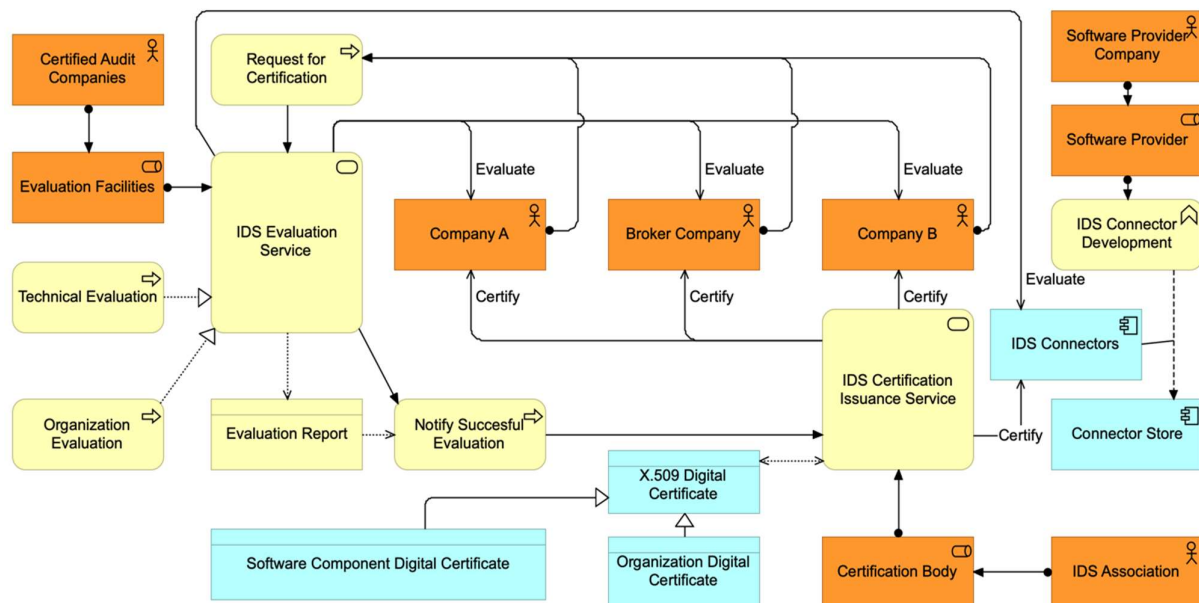 Certified Audit
Companies
Request for
Certification
Software Provider
Company
Evaluation Facilities
IDS Evaluation
Service
Evaluate
Evaluate
Evaluate
Software Provider
Company A
Broker Company
Company B
IDS Connector
Development
Technical Evaluation
Certify
Certify
Certify
Evaluate
IDS Connectors
IDS Certification
Issuance Service
Organization
Evaluation
Evaluation Report
Notify Succesful
Evaluation
Certify
Connector Store
X.509 Digital
Certificate
Software Component Digital Certificate
Organization Digital
Certificate
Certification Body
IDS Association